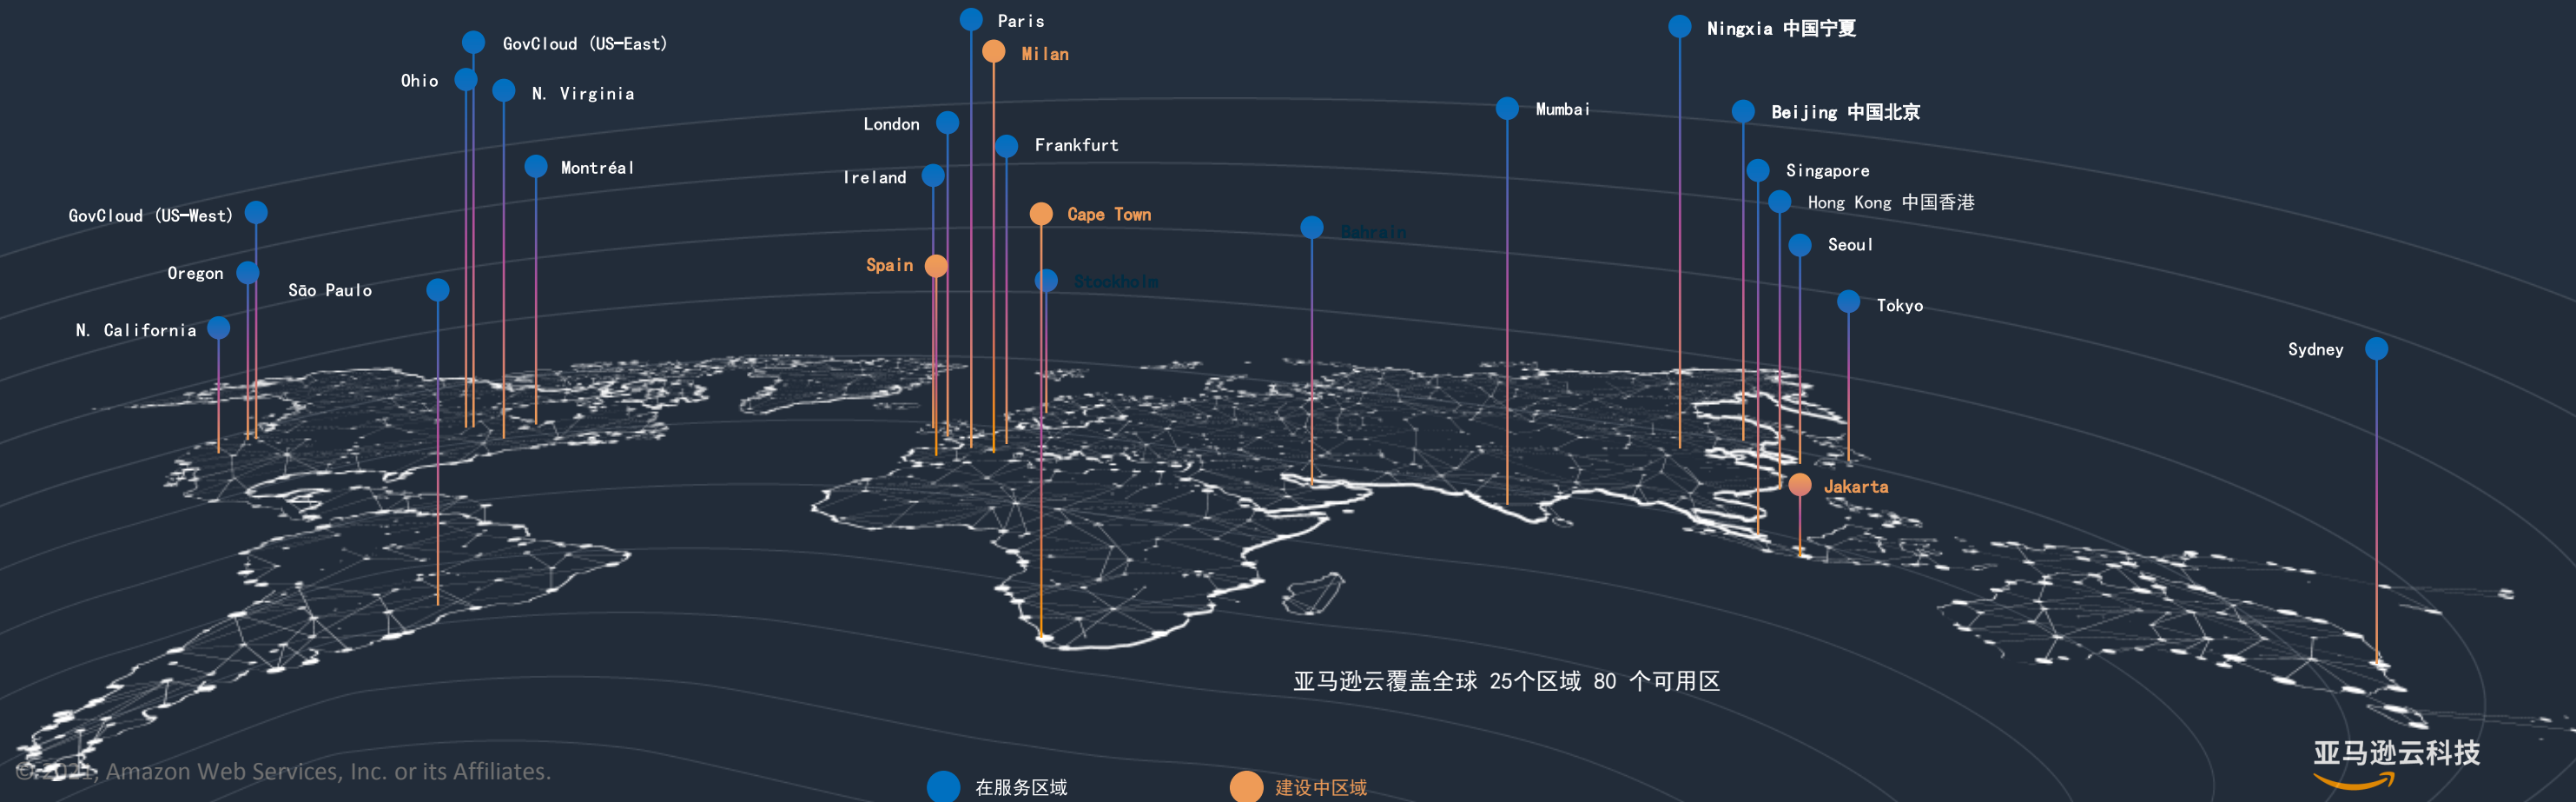 Paris
Ningxia 中国宁夏
GovCloud (US-East)
Milan
Ohio
N. Virginia
Mumbai
Beijing 中国北京
London
Frankfurt
Montréal
Singapore
Ireland
Hong Kong 中国香港
GovCloud (US-West)
Cape Town
Bahrain
Seoul
Spain
Oregon
Stockholm
São Paulo
Tokyo
N. California
Sydney
Jakarta
亚马逊云覆盖全球 25个区域 80 个可用区
亚马逊云科技
© 2021, Amazon Web Services, Inc. or its Affiliates.
在服务区域
建设中区域